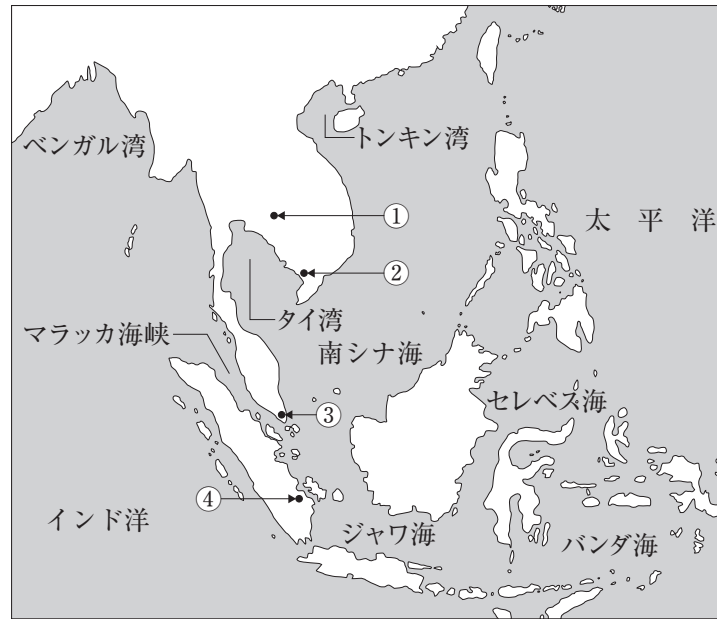 ベンガル湾
トンキン湾
①
太平洋
②
タイ湾
マラッカ海峡
南シナ海
③
セレベス海
④
インド洋
ジャワ海
バンダ海